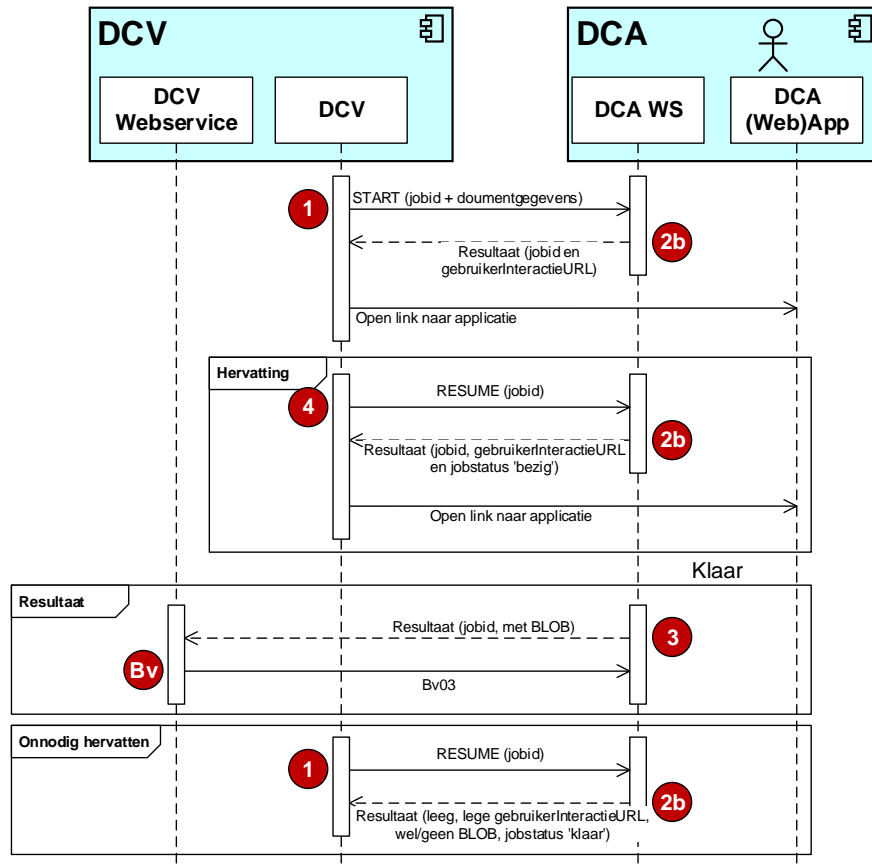 DCV
DCA
DCV
Webservice
DCV
DCA WS
DCA
(Web)App
1
START (jobid + doumentgegevens)
2b
Resultaat (jobid en
gebruikerInteractieURL)
Open link naar applicatie
Hervatting
4
RESUME (jobid)
2b
Resultaat (jobid, gebruikerInteractieURL
en jobstatus 'bezig')
Open link naar applicatie
Klaar
Resultaat
Resultaat (jobid, met BLOB)
3
Bv
Bv03
Onnodig hervatten
1
RESUME (jobid)
2b
Resultaat (leeg, lege gebruikerInteractieURL,
wel/geen BLOB, jobstatus 'klaar')